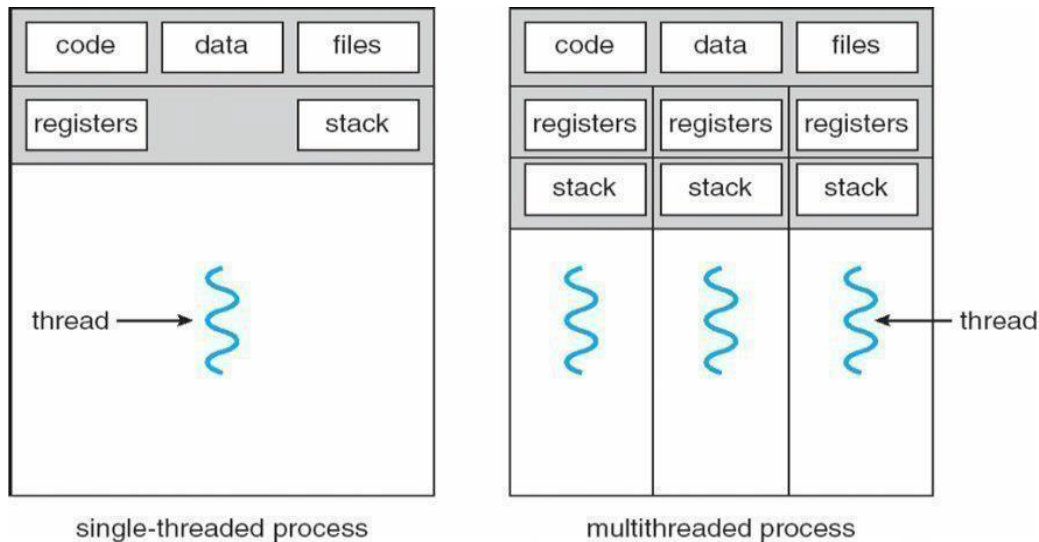 code data files code data files
registers stack registers registers registers
stack stack stack
thread thread
single-threaded process multithreaded process